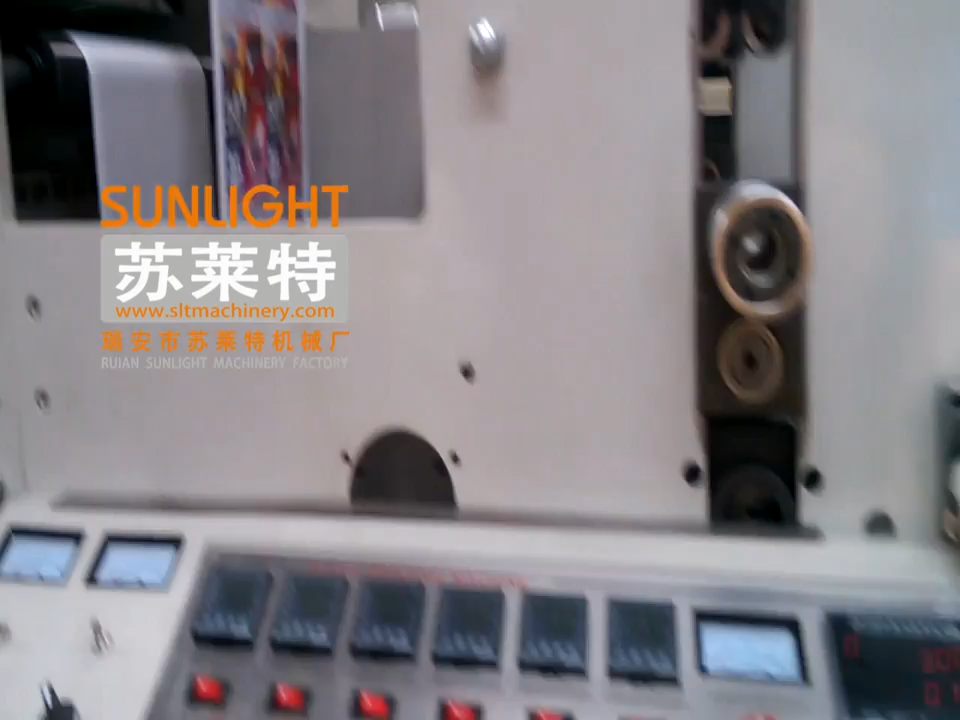 SUNLIGHT
苏莱特
www.sltmachinery.com
瑞安市苏莱特机械厂
RUIAN SUNLIGHT MACHINERY FACTORY